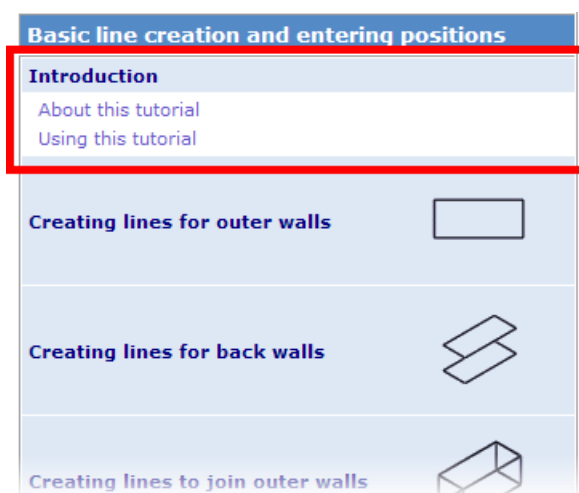 Basic line creation and entering positions
Introduction
About this tutorial
Using this tutorial
Creating lines for outer walls
Creating lines for back walls
Creating lines to join outer walls